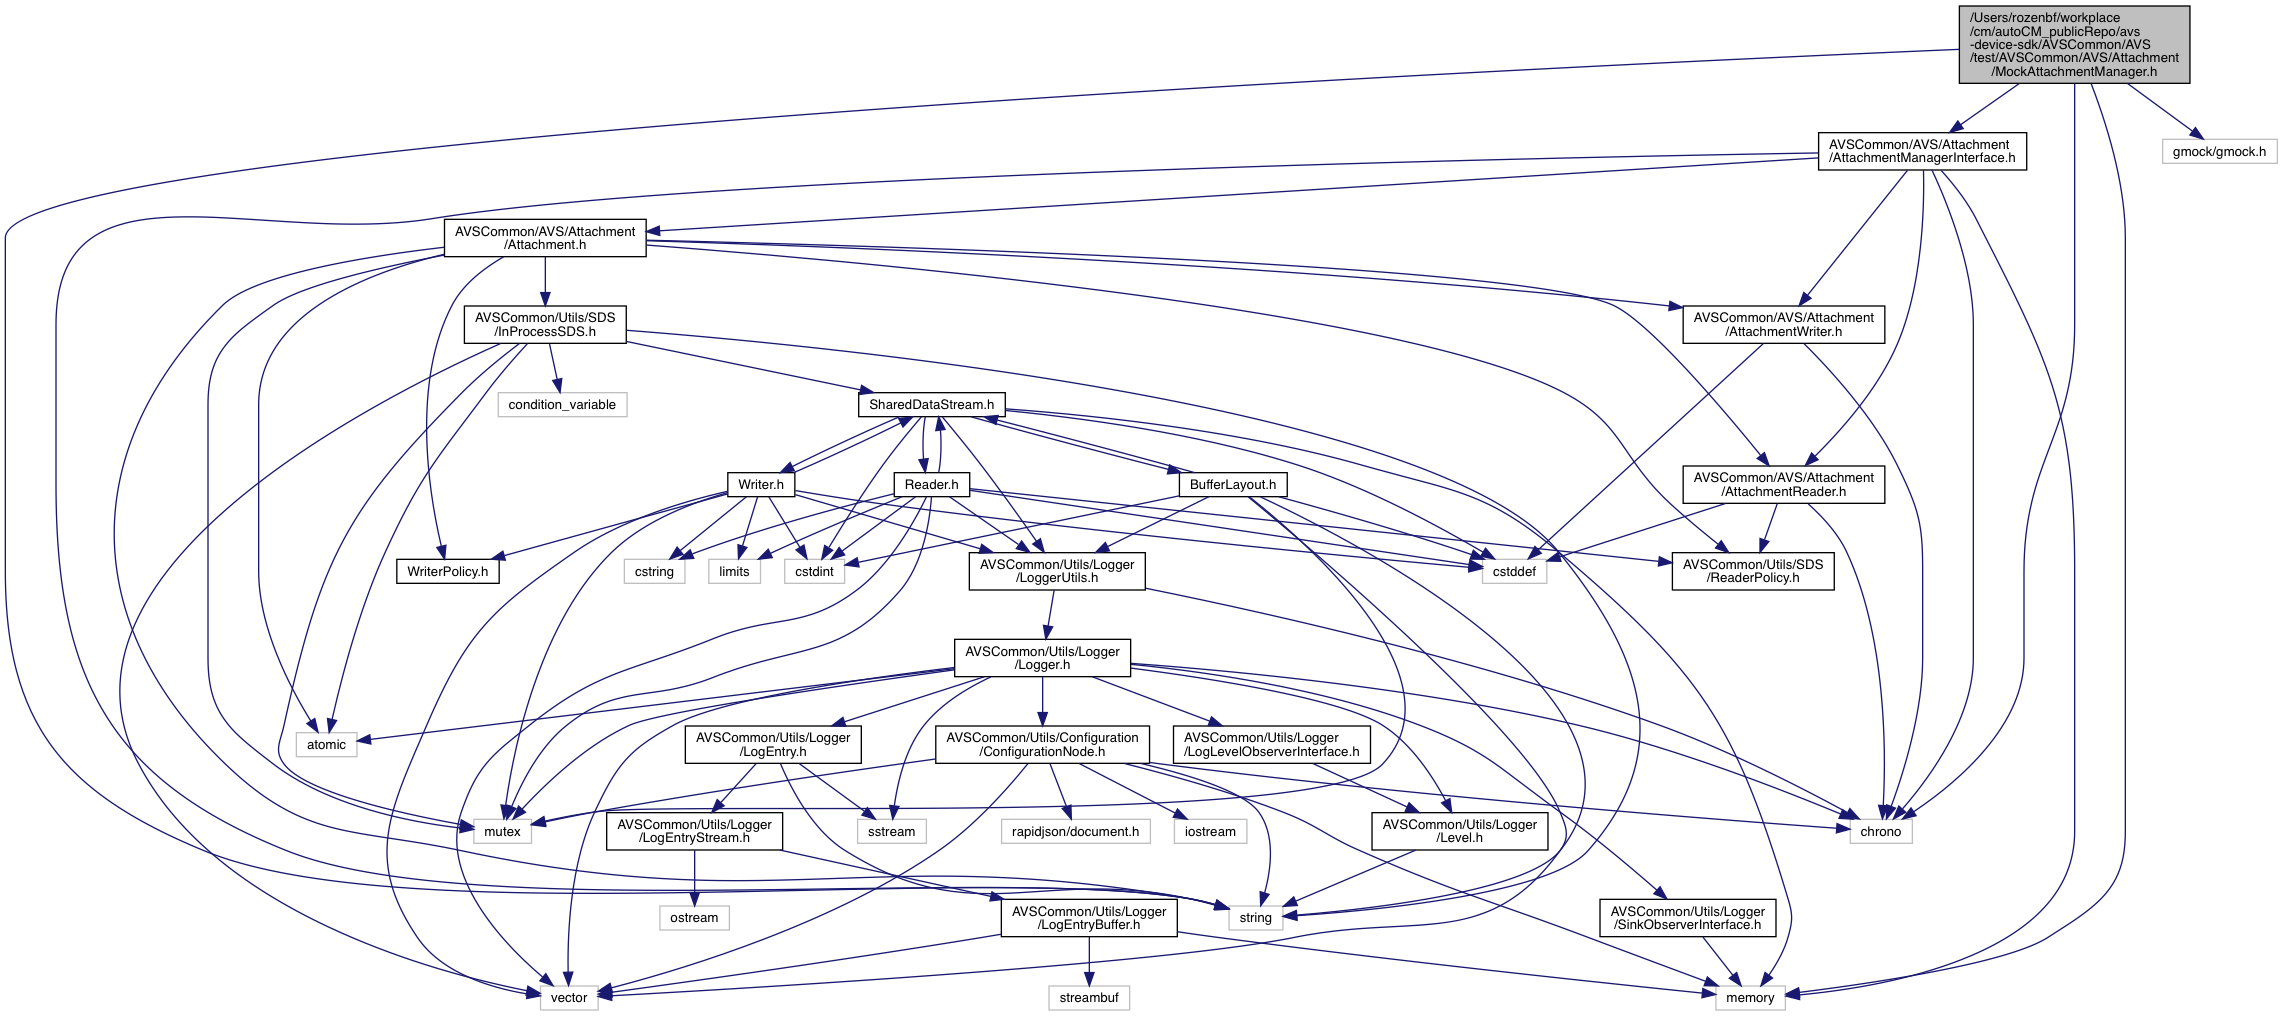 /Users/rozenbf/workplace
/cm/autoCM_publicRepo/avs
-device-sdk/AVSCommon/AVS
/test/AVSCommon/AVS/Attachment
/MockAttachmentManager.h
AVSCommon/AVS/Attachment
/AttachmentManagerInterface.h
gmock/gmock.h
AVSCommon/AVS/Attachment
/Attachment.h
AVSCommon/Utils/SDS
/InProcessSDS.h
AVSCommon/AVS/Attachment
/AttachmentWriter.h
condition_variable
SharedDataStream.h
Writer.h
Reader.h
BufferLayout.h
AVSCommon/AVS/Attachment
/AttachmentReader.h
WriterPolicy.h
cstring
limits
cstdint
AVSCommon/Utils/Logger
/LoggerUtils.h
cstddef
AVSCommon/Utils/SDS
/ReaderPolicy.h
AVSCommon/Utils/Logger
/Logger.h
atomic
AVSCommon/Utils/Logger
/LogEntry.h
AVSCommon/Utils/Configuration
/ConfigurationNode.h
AVSCommon/Utils/Logger
/LogLevelObserverInterface.h
mutex
AVSCommon/Utils/Logger
/LogEntryStream.h
sstream
rapidjson/document.h
iostream
AVSCommon/Utils/Logger
/Level.h
chrono
ostream
AVSCommon/Utils/Logger
/LogEntryBuffer.h
string
AVSCommon/Utils/Logger
/SinkObserverInterface.h
vector
streambuf
memory